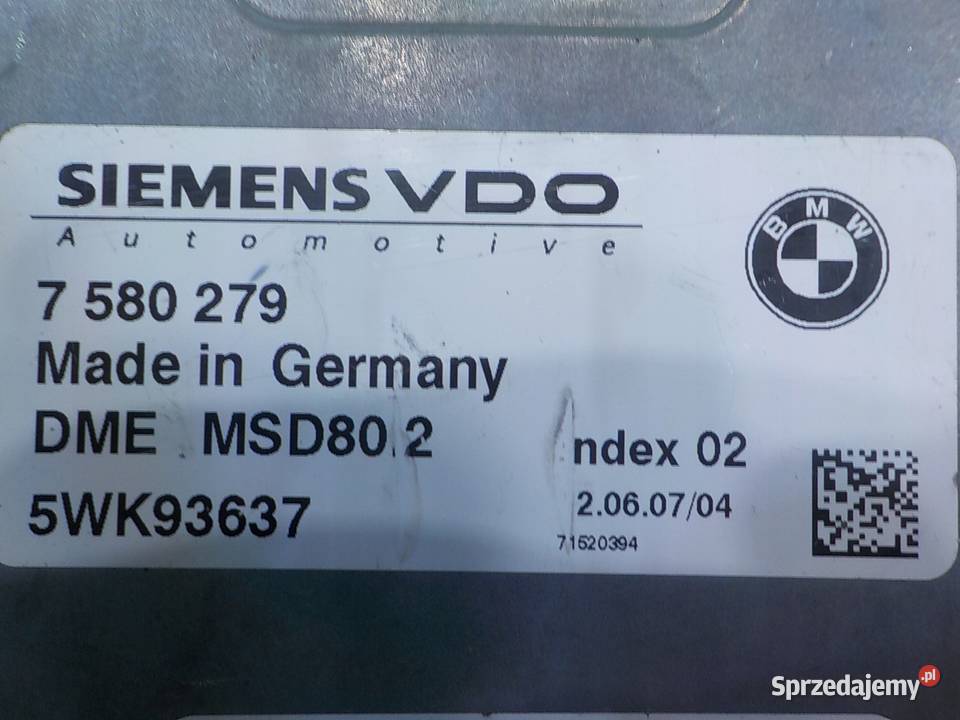 SIEMENS VDO
Automotive
BMW
7 580 279
Made in Germany
DME MSD80.2
ndex 02
5WK93637
2.06.07/04
71520394
Sprzedajemy.pl